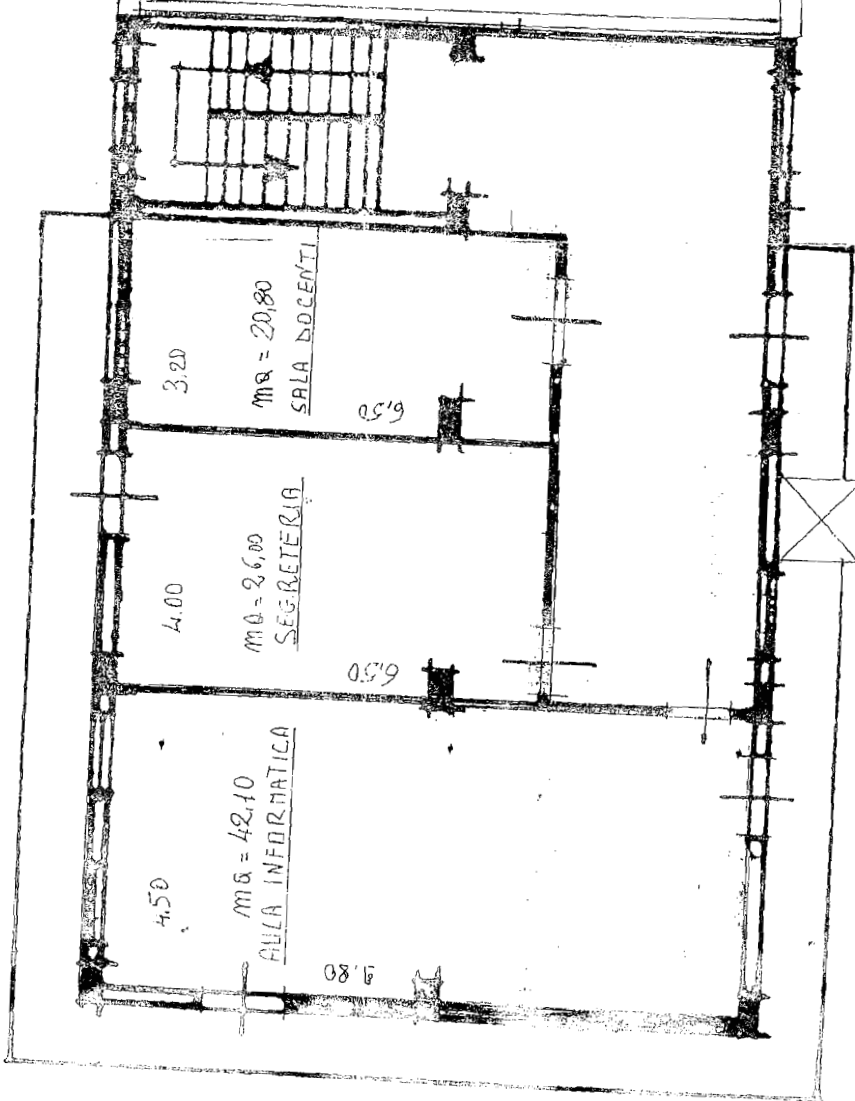 3.20
mQ = 20,80
SALA DOCENTI
6,50
4.00
mQ = 26,00
SEGRETERIA
6,50
4.50
mQ = 42,10
AULA INFORMATICA
9.80